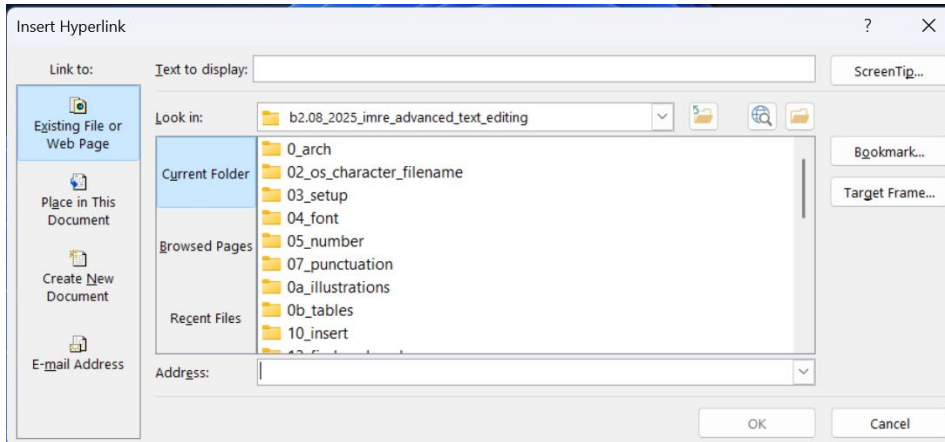 Insert Hyperlink
?
Link to:
Text to display:
ScreenTip...
Existing File or
Web Page
Look in:
b2.08_2025_imre_advanced_text_editing
Current Folder
0_arch
02_os_character_filename
03_setup
04_font
05_number
07_punctuation
0a_illustrations
0b_tables
10_insert
Bookmark...
Place in This
Document
Target Frame...
Browsed Pages
Create New
Document
Recent Files
E-mail Address
Address:
OK
Cancel